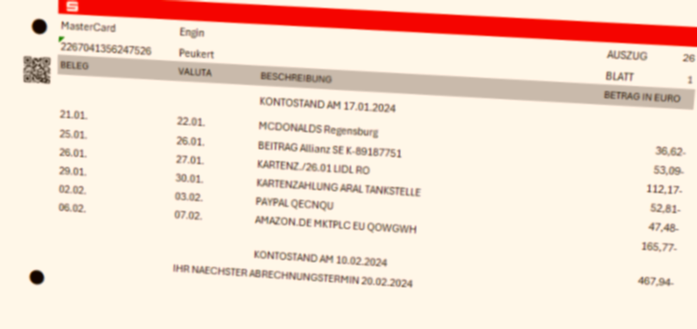 MasterCard Engin AUSZUG 26
2267041356247526 Peukert BLATT 1
BELEG VALUTA BESCHREIBUNG BETRAG IN EURO
KONTOSTAND AM 17.01.2024
21.01. 22.01. MCDONALDS Regensburg 36,62-
25.01. 26.01. BEITRAG Allianz SE K-89187751 53,09-
26.01. 27.01. KARTENZ./26.01 LIDL RO 112,17-
29.01. 30.01. KARTENZAHLUNG ARAL TANKSTELLE 52,81-
02.02. 03.02. PAYPAL QECNQU 47,48-
06.02. 07.02. AMAZON.DE MKTPLC EU QOWGWH 165,77-
KONTOSTAND AM 10.02.2024 467,94-
IHR NAECHSTER ABRECHNUNGSTERMIN 20.02.2024